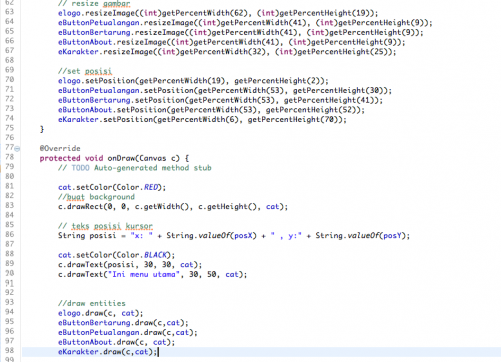 62 // resize gambar
63 elogo.resizeImage((int)getPercentWidth(62), (int)getPercentHeight(19));
64 eButtonPetualangan.resizeImage((int)getPercentWidth(41), (int)getPercentHeight(9));
65 eButtonBertarung.resizeImage((int)getPercentWidth(41), (int)getPercentHeight(9));
66 eButtonAbout.resizeImage((int)getPercentWidth(41), (int)getPercentHeight(9));
67 eKarakter.resizeImage((int)getPercentWidth(32), (int)getPercentHeight(25));
68
69 //set posisi
70 elogo.setPosition(getPercentWidth(19), getPercentHeight(2));
71 eButtonPetualangan.setPosition(getPercentWidth(53), getPercentHeight(30));
72 eButtonBertarung.setPosition(getPercentWidth(53), getPercentHeight(41));
73 eButtonAbout.setPosition(getPercentWidth(53), getPercentHeight(52));
74 eKarakter.setPosition(getPercentWidth(6), getPercentHeight(70));
75 }
76
77 @Override
78 protected void onDraw(Canvas c) {
79 // TODO Auto-generated method stub
80
81 cat.setColor(Color.RED);
82 //buat background
83 c.drawRect(0, 0, c.getWidth(), c.getHeight(), cat);
84
85 // teks posisi kursor
86 String posisi = "x: " + String.valueOf(posX) + " , y:" + String.valueOf(posY);
87
88 cat.setColor(Color.BLACK);
89 c.drawText(posisi, 30, 30, cat);
90 c.drawText("Ini menu utama", 30, 50, cat);
91
92
93 //draw entities
94 elogo.draw(c, cat);
95 eButtonBertarung.draw(c,cat);
96 eButtonPetualangan.draw(c,cat);
97 eButtonAbout.draw(c, cat);
98 eKarakter.draw(c,cat);
99